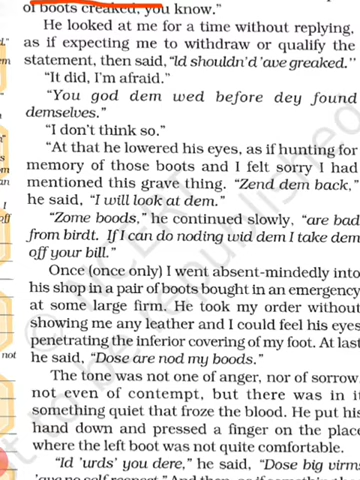 of boots creaked, you know."
He looked at me for a time without replying,
as if expecting me to withdraw or qualify the
statement, then said, "Id shouldn'd 'ave greaked.''
"It did, I'm afraid."
"You god dem wed before dey found
demselves."
"I don't think so."
"At that he lowered his eyes, as if hunting for
memory of those boots and I felt sorry I had
mentioned this grave thing. "Zend dem back,"
he said, "I will look at dem."
"Zome boods," he continued slowly, "are bad
from birdt. If I can do noding wid dem I take dem
off your bill."
Once (once only) I went absent-mindedly into
his shop in a pair of boots bought in an emergency
at some large firm. He took my order without
showing me any leather and I could feel his eyes
penetrating the inferior covering of my foot. At last
he said, "Dose are nod my boods."
The tone was not one of anger, nor of sorrow,
not even of contempt, but there was in it
something quiet that froze the blood. He put his
hand down and pressed a finger on the place
where the left boot was not quite comfortable.
"Id 'urds' you dere," he said, "Dose big virms